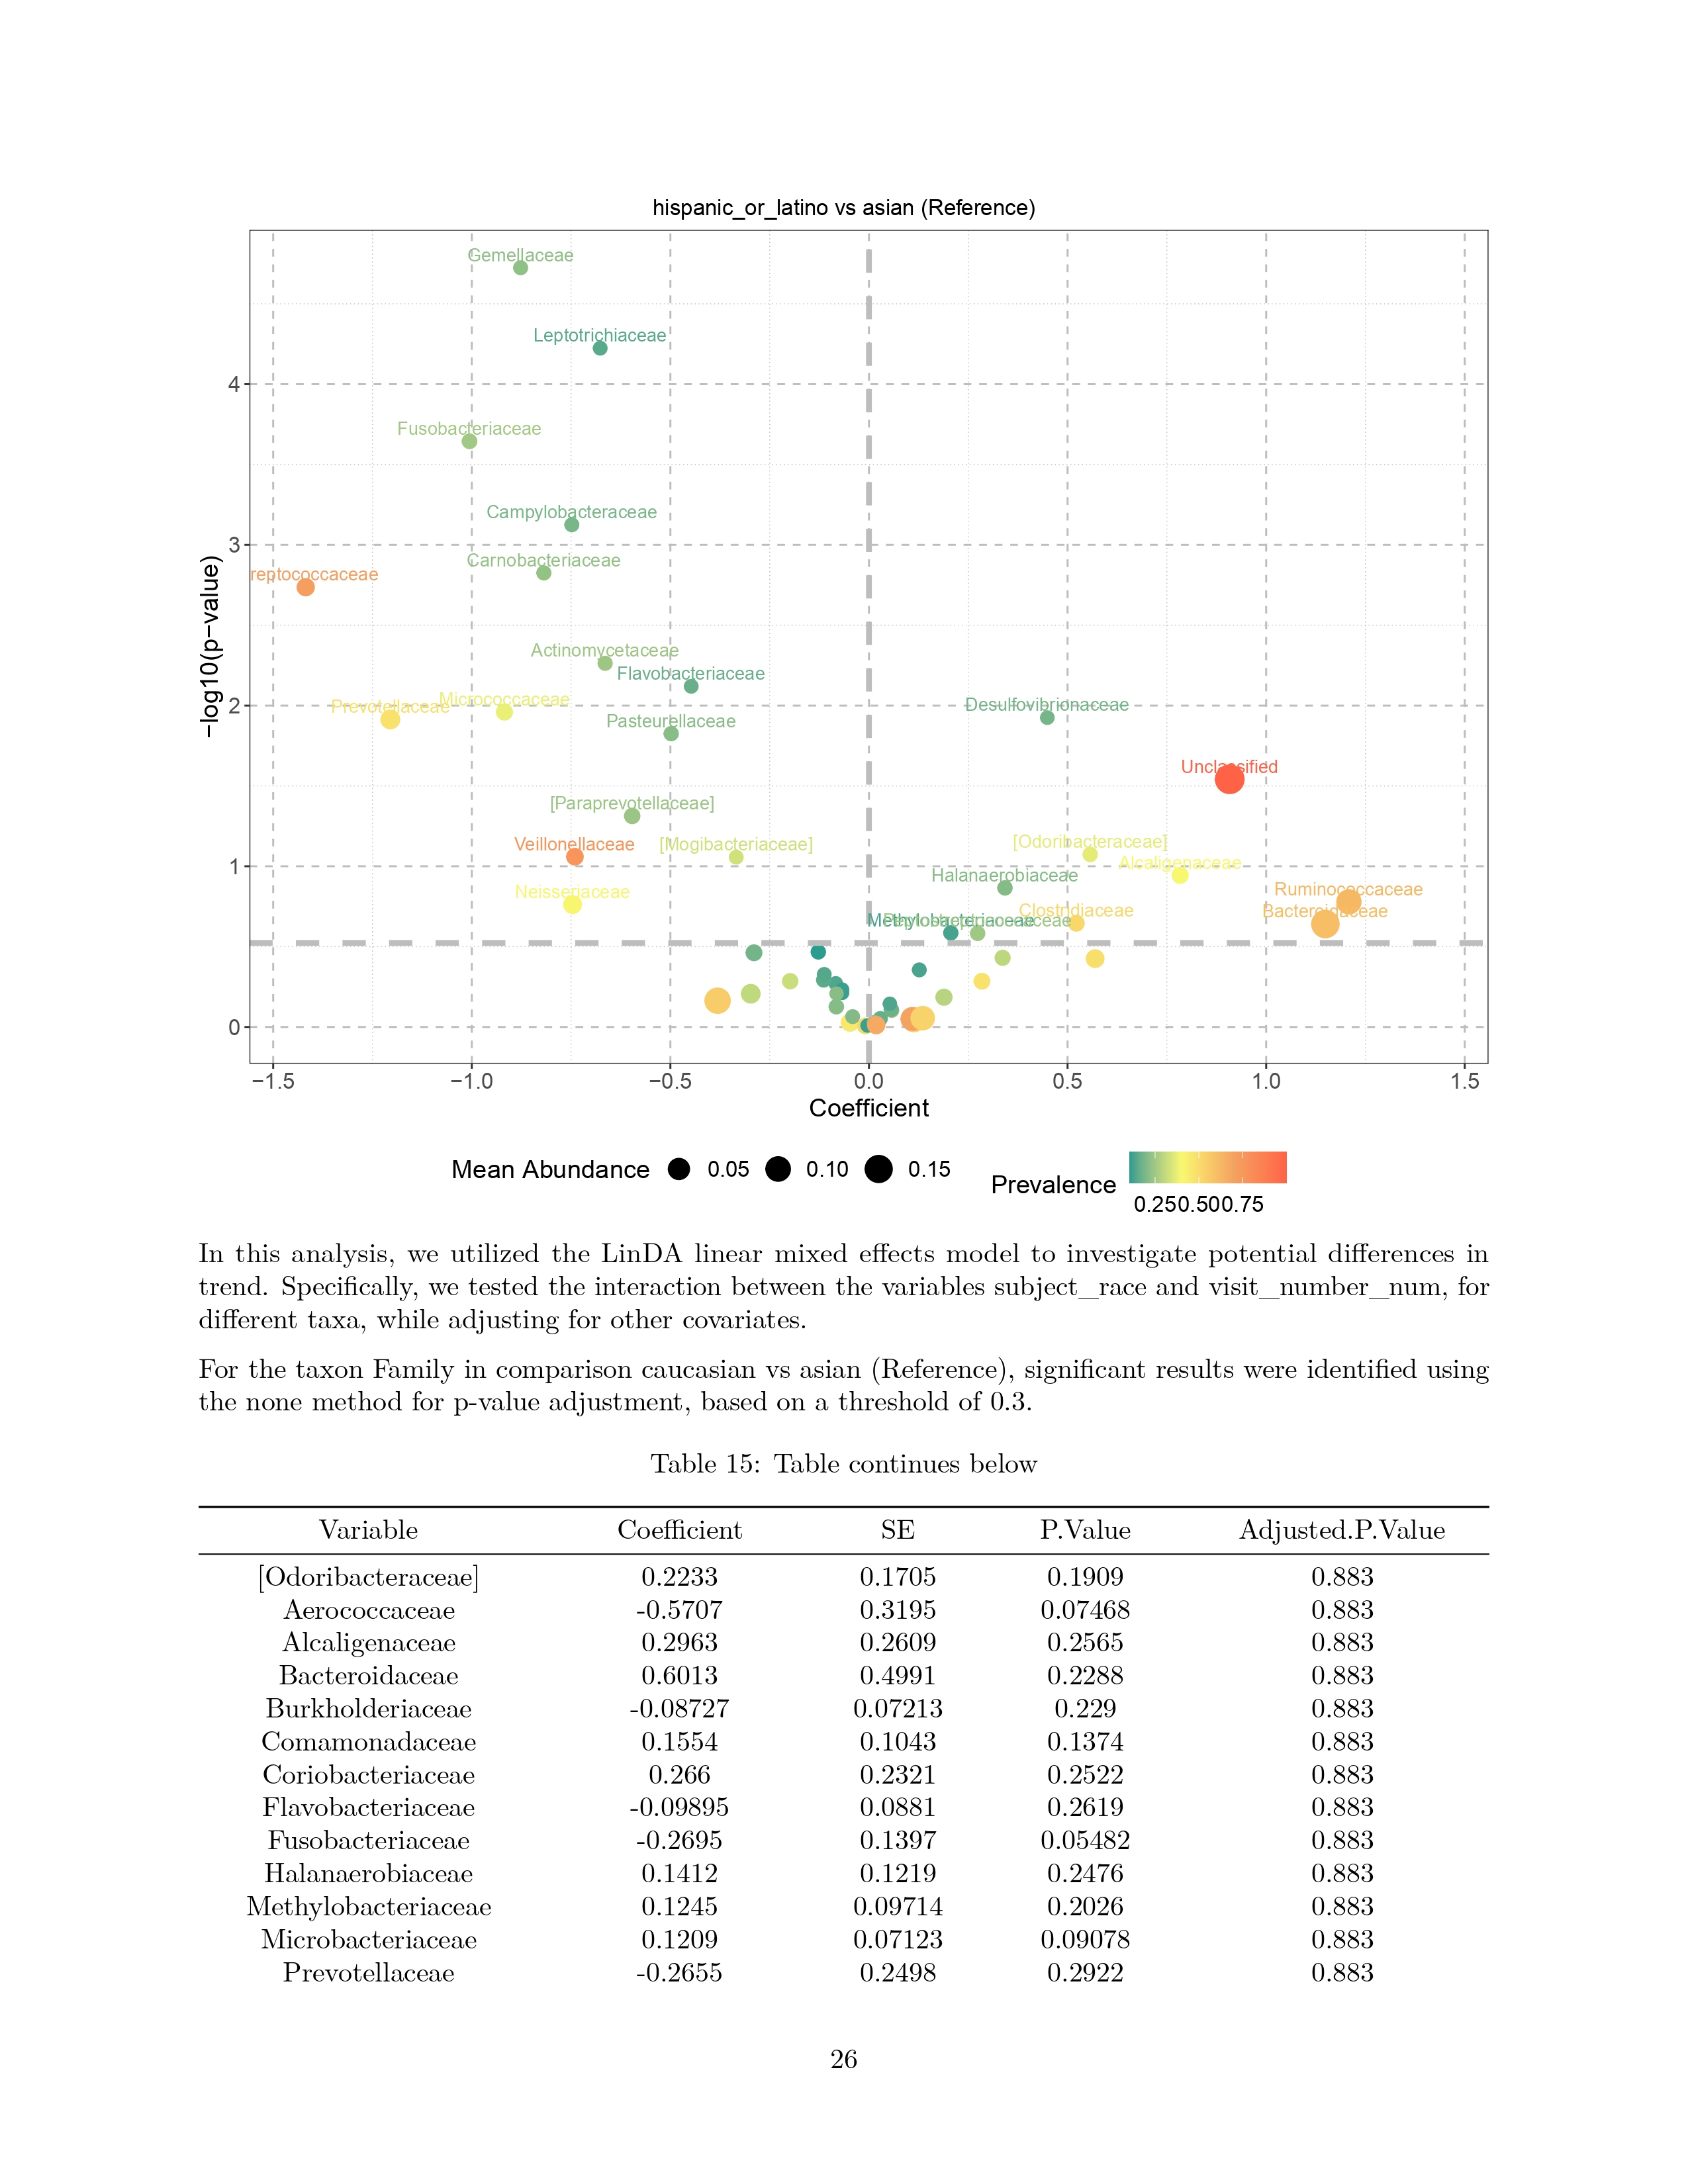 hispanic_or_latino vs asian (Reference)
Gemellaceae
Leptotrichiaceae
4
Fusobacteriaceae
Campylobacteraceae
3
Carnobacteriaceae
reptococcaceae
−log10(p−value)
Actinomycetaceae
Flavobacteriaceae
Micrococcaceae
Prevotellaceae
2
Desulfovibrionaceae
Pasteurellaceae
Unclassified
[Paraprevotellaceae]
Veillonellaceae
[Mogibacteriaceae]
[Odoribacteraceae]
1
Alcaligenaceae
Halanaerobiaceae
Neisseriaceae
Ruminococcaceae
Clostridiaceae
Bacteroidaceae
Methylobacteriaceae
0
−1.5 −1.0 −0.5 0.0 0.5 1.0 1.5
Coefficient
Mean Abundance 0.05 0.10 0.15
Prevalence
0.250.500.75
In this analysis, we utilized the LinDA linear mixed effects model to investigate potential differences in
trend. Specifically, we tested the interaction between the variables subject_race and visit_number_num, for
different taxa, while adjusting for other covariates.
For the taxon Family in comparison caucasian vs asian (Reference), significant results were identified using
the none method for p-value adjustment, based on a threshold of 0.3.
Table 15: Table continues below
Variable Coefficient SE P.Value Adjusted.P.Value
[Odoribacteraceae] 0.2233 0.1705 0.1909 0.883
Aerococcaceae -0.5707 0.3195 0.07468 0.883
Alcaligenaceae 0.2963 0.2609 0.2565 0.883
Bacteroidaceae 0.6013 0.4991 0.2288 0.883
Burkholderiaceae -0.08727 0.07213 0.229 0.883
Comamonadaceae 0.1554 0.1043 0.1374 0.883
Coriobacteriaceae 0.266 0.2321 0.2522 0.883
Flavobacteriaceae -0.09895 0.0881 0.2619 0.883
Fusobacteriaceae -0.2695 0.1397 0.05482 0.883
Halanaerobiaceae 0.1412 0.1219 0.2476 0.883
Methylobacteriaceae 0.1245 0.09714 0.2026 0.883
Microbacteriaceae 0.1209 0.07123 0.09078 0.883
Prevotellaceae -0.2655 0.2498 0.2922 0.883
26